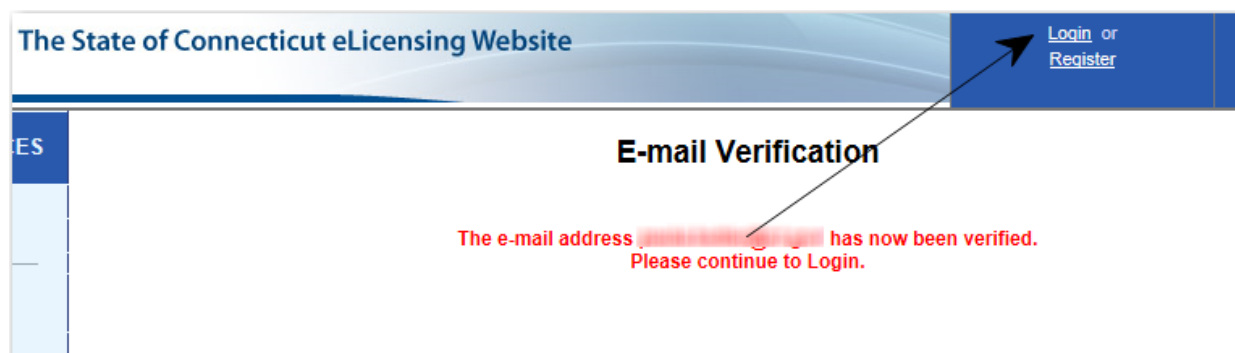 The State of Connecticut eLicensing Website
Login or
Register
ES
E-mail Verification
The e-mail address has now been verified.
Please continue to Login.